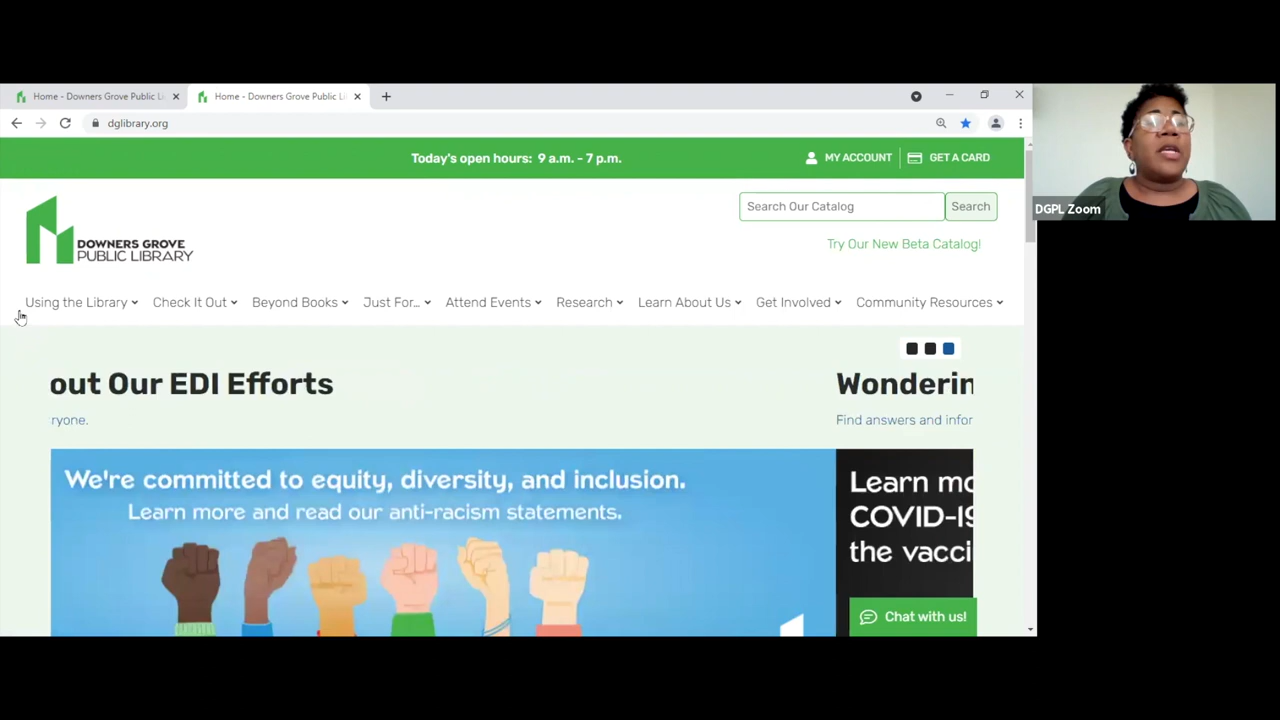 Home - Downers Grove Public Li
Home - Downers Grove Public Li
dglibrary.org
Today's open hours: 9 a.m. - 7 p.m.
MY ACCOUNT
GET A CARD
Search Our Catalog
Search
Try Our New Beta Catalog!
DOWNERS GROVE
PUBLIC LIBRARY
DGPL Zoom
Using the Library
Check It Out
Beyond Books
Just For...
Attend Events
Research
Learn About Us
Get Involved
Community Resources
out Our EDI Efforts
ryone.
Wonderin
Find answers and infor
We're committed to equity, diversity, and inclusion.
Learn more and read our anti-racism statements.
Learn mo
COVID-19
the vacci
Chat with us!